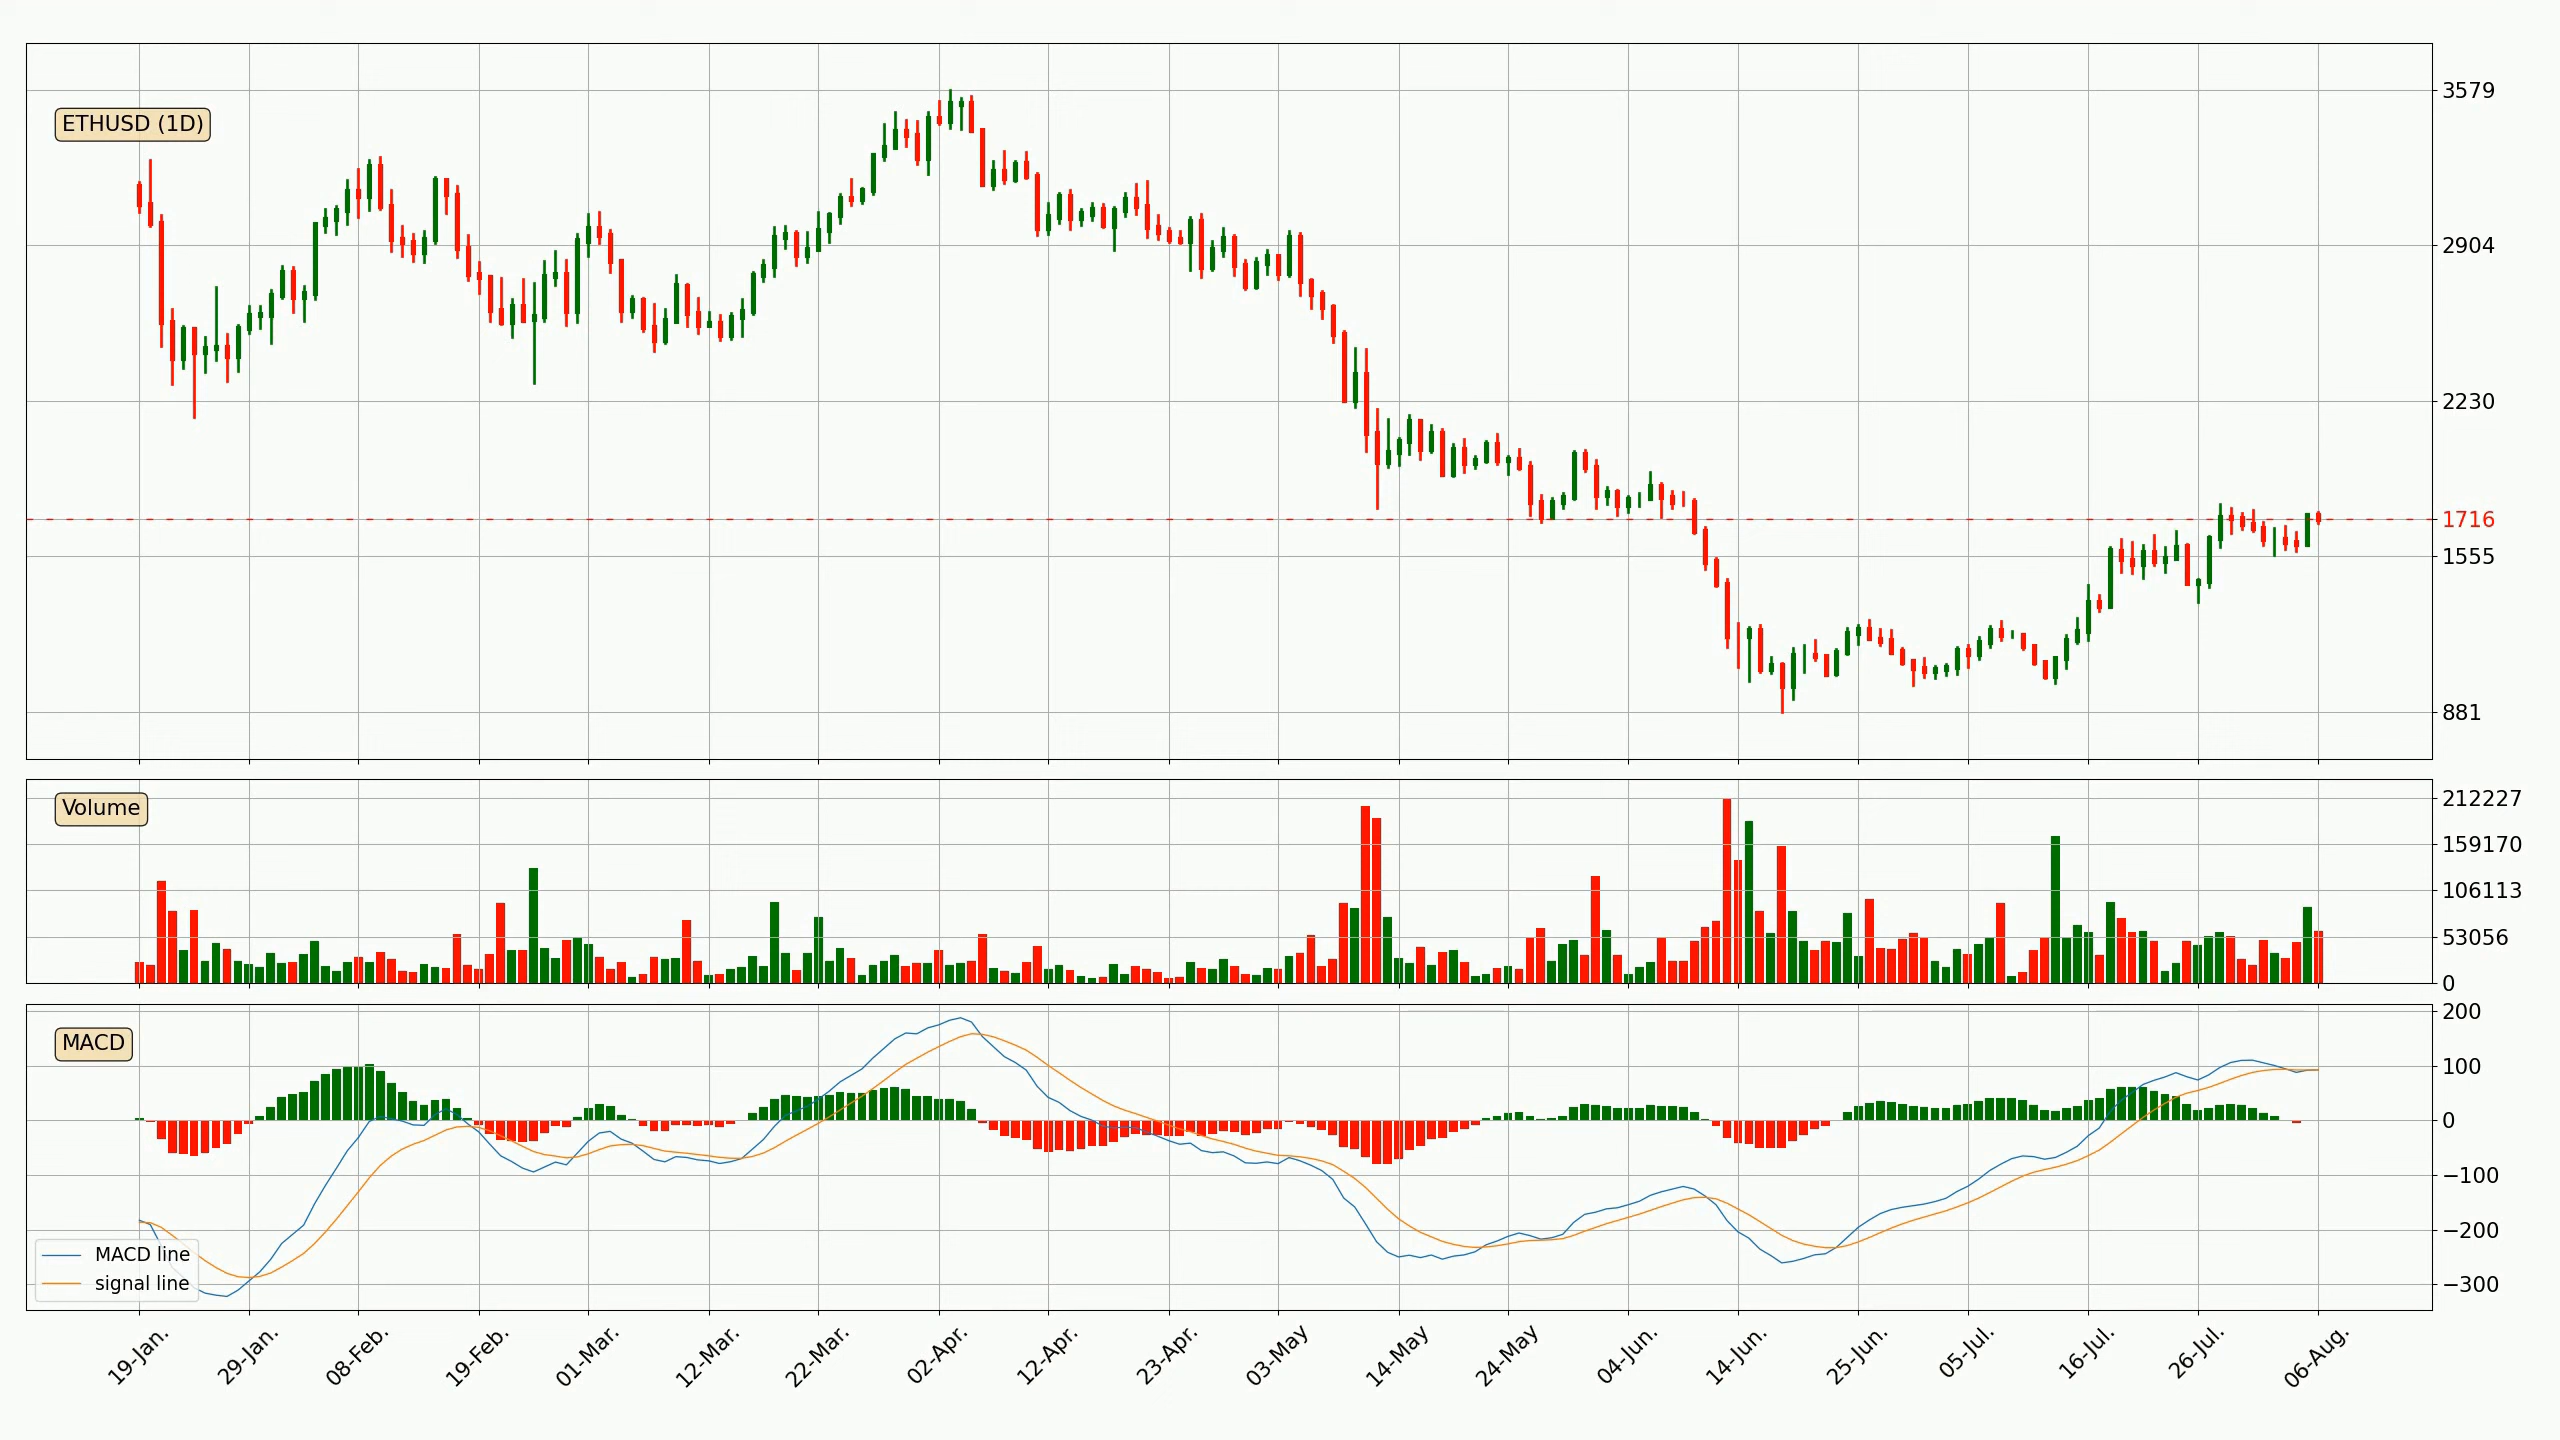 ETHUSD (1D)
3579
2904
2230
1716
1555
881
Volume
212227
159170
106113
53056
0
MACD
200
100
0
−100
−200
−300
MACD line
signal line
19-Jan.
29-Jan.
08-Feb.
19-Feb.
01-Mar.
12-Mar.
22-Mar.
02-Apr.
12-Apr.
23-Apr.
03-May
14-May
24-May
04-Jun.
14-Jun.
25-Jun.
05-Jul.
16-Jul.
26-Jul.
06-Aug.